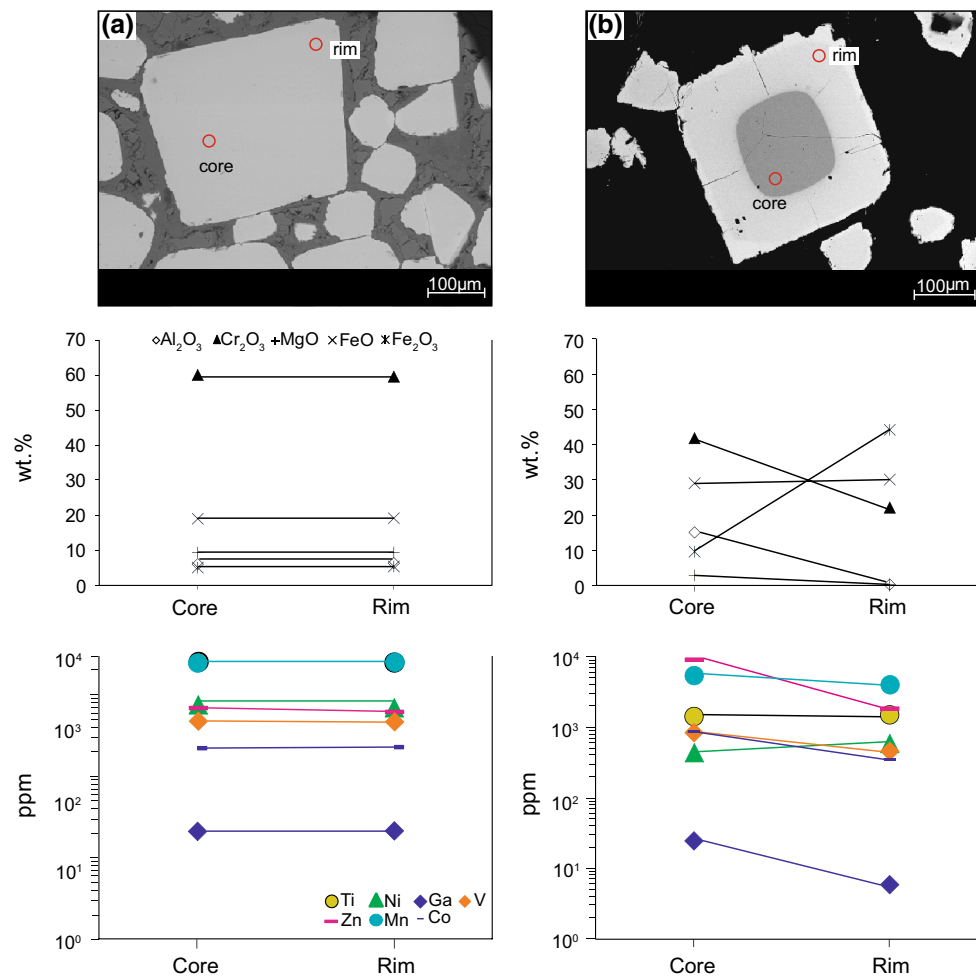 (a)
rim
core
100µm
(b)
rim
core
100µm
70
60
50
40
30
20
10
0
wt.%
Al2O3 Cr2O3 MgO FeO Fe2O3
Core Rim
70
60
50
40
30
20
10
0
wt.%
Core Rim
10^4
10^3
10^2
10^1
10^0
ppm
Ti Ni Ga V
Zn Mn Co
Core Rim
10^4
10^3
10^2
10^1
10^0
ppm
Core Rim